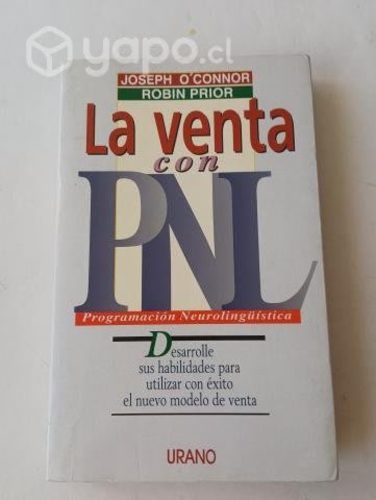 yapo.cl
JOSEPH O'CONNOR
ROBIN PRIOR
La venta
con
PNL
Programación Neurolingüística
Desarrolle
sus habilidades para
utilizar con éxito
el nuevo modelo de venta
URANO